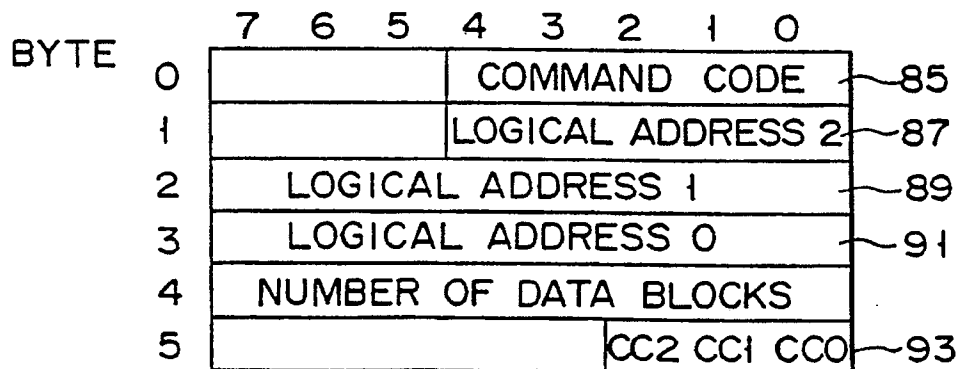 7 6 5 4 3 2 1 0
BYTE
0 COMMAND CODE 85
1 LOGICAL ADDRESS 2 87
2 LOGICAL ADDRESS 1 89
3 LOGICAL ADDRESS 0 91
4 NUMBER OF DATA BLOCKS
5 CC2 CC1 CC0 93